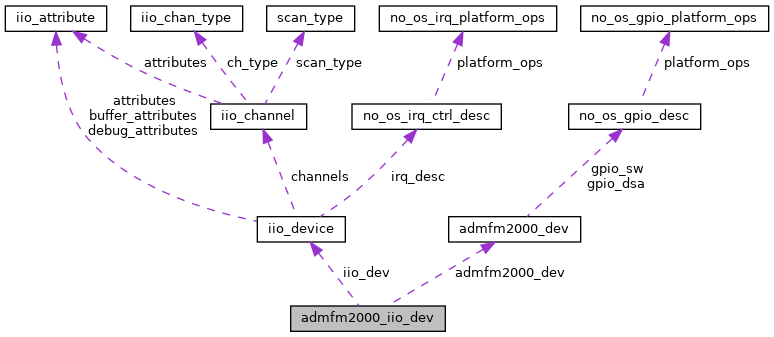 iio_attribute
iio_chan_type
scan_type
no_os_irq_platform_ops
no_os_gpio_platform_ops
attributes
ch_type
scan_type
platform_ops
platform_ops
attributes
buffer_attributes
debug_attributes
iio_channel
no_os_irq_ctrl_desc
no_os_gpio_desc
channels
irq_desc
gpio_sw
gpio_dsa
iio_device
admfm2000_dev
iio_dev
admfm2000_dev
admfm2000_iio_dev